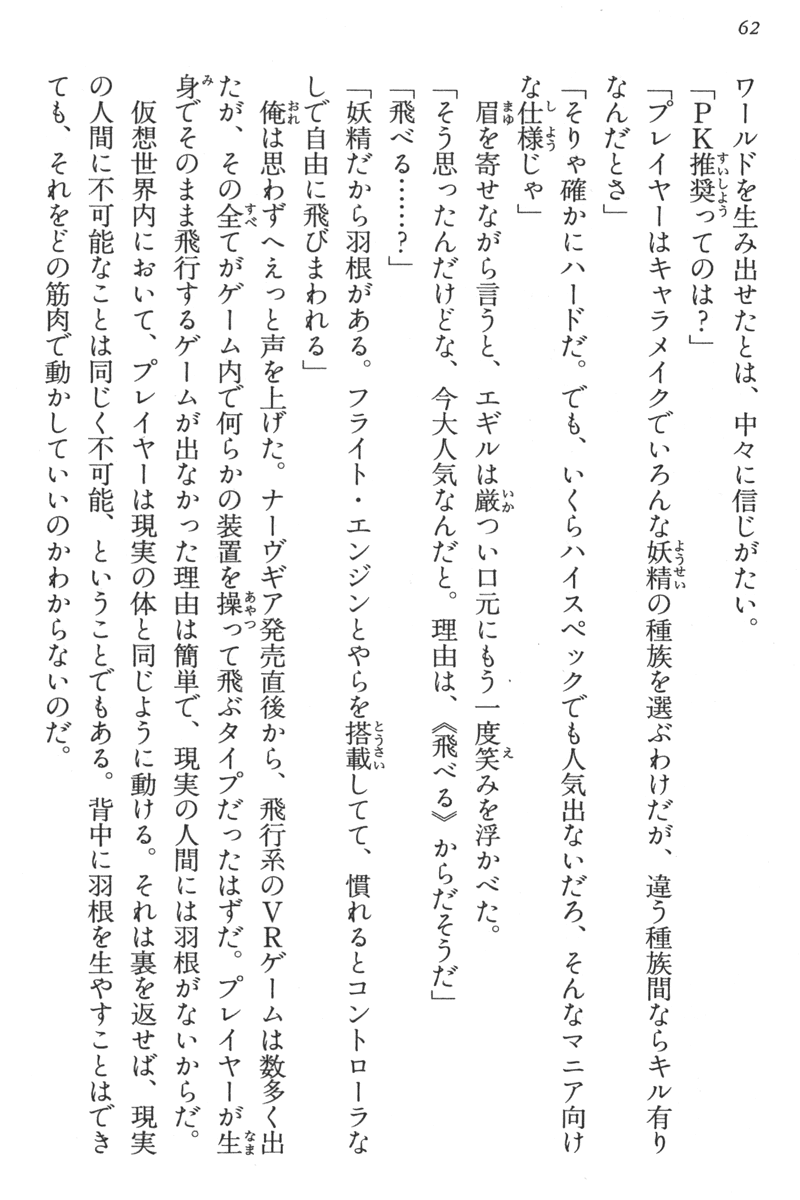 62
ワールドを生み出せたとは、中々に信じがたい。
「PK推奨ってのは？」
「プレイヤーはキャラメイクでいろんな妖精の種族を選ぶわけだが、違う種族間ならキル有り
なんだとさ」
「そりゃ確かにハードだ。でも、いくらハイスペックでも人気出ないだろ、そんなマニア向け
な仕様じゃ」
眉を寄せながら言うと、エギルは厳つい口元にもう一度笑みを浮かべた。
「そう思ったんだけどな、今大人気なんだと。理由は、《飛べる》からだそうだ」
「飛べる……？」
「妖精だから羽根がある。フライト・エンジンとやらを搭載してて、慣れるとコントローラな
しで自由に飛びまわれる」
俺は思わずへえっと声を上げた。ナーヴギア発売直後から、飛行系のVRゲームは数多く出
たが、その全てがゲーム内で何らかの装置を操って飛ぶタイプだったはずだ。プレイヤーが生
身でそのまま飛行するゲームが出なかった理由は簡単で、現実の人間には羽根がないからだ。
仮想世界内において、プレイヤーは現実の体と同じように動ける。それは裏を返せば、現実
の人間に不可能なことは同じく不可能、ということでもある。背中に羽根を生やすことはでき
ても、それをどの筋肉で動かしていいのかわからないのだ。